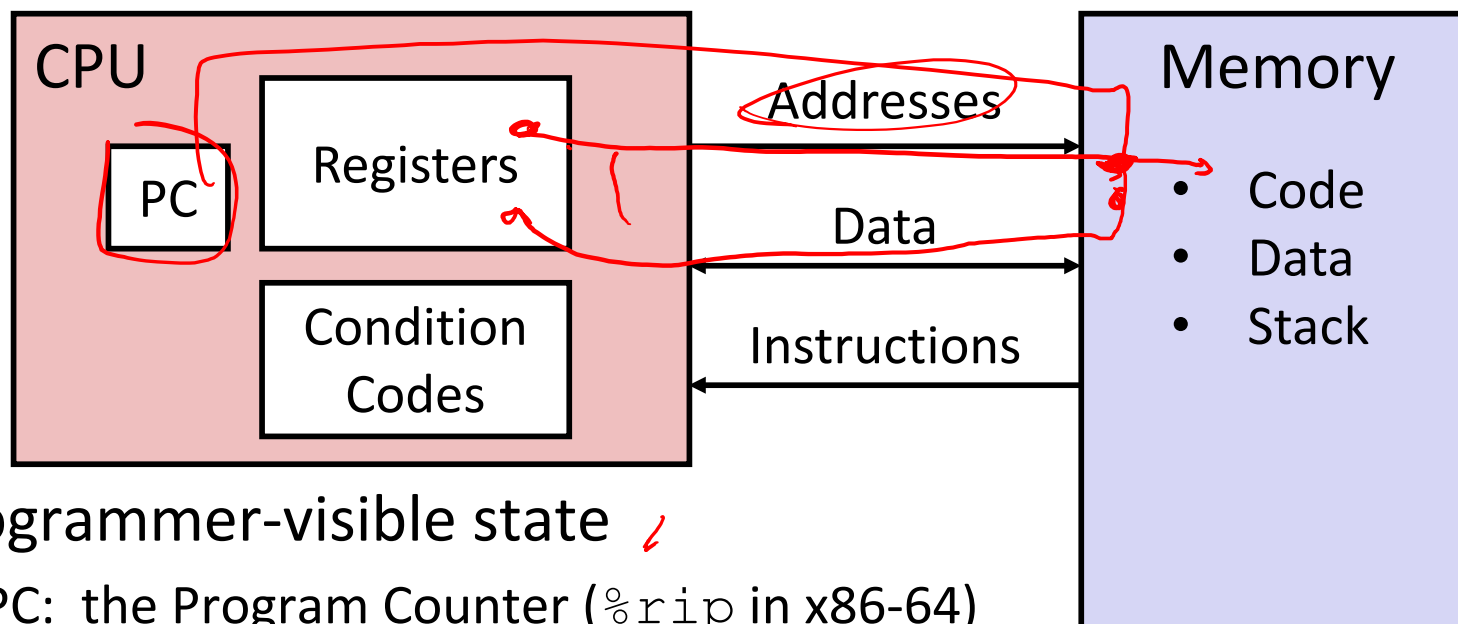 CPU
PC
Registers
Condition
Codes
Addresses
Data
Instructions
Memory
• Code
• Data
• Stack
ogrammer-visible state
PC: the Program Counter (%rip in x86-64)